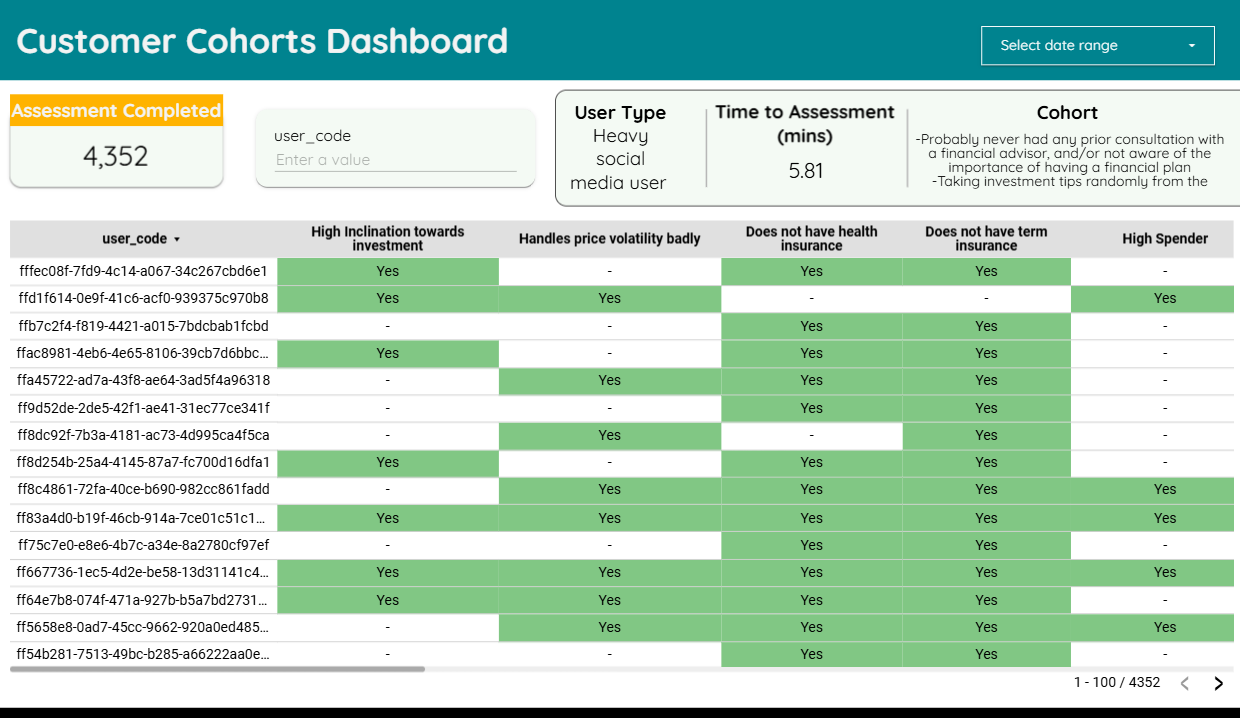 Customer Cohorts Dashboard
Select date range
Assessment Completed
4,352
user_code
Enter a value
User Type
Heavy
social
media user
Time to Assessment
(mins)
5.81
Cohort
-Probably never had any prior consultation with
a financial advisor, and/or not aware of the
importance of having a financial plan
-Taking investment tips randomly from the
user_code High Inclination towards investment Handles price volatility badly Does not have health insurance Does not have term insurance High Spender
fffec08f-7fd9-4c14-a067-34c267cbd6e1 Yes - Yes Yes -
ffd1f614-0e9f-41c6-acf0-939375c970b8 Yes Yes - - Yes
ffb7c2f4-f819-4421-a015-7bdcbab1fcbd - - Yes Yes -
ffac8981-4eb6-4e65-8106-39cb7d6bbc... Yes - Yes Yes -
ffa45722-ad7a-43f8-ae64-3ad5f4a96318 - Yes Yes Yes -
ff9d52de-2de5-42f1-ae41-31ec77ce341f - - Yes Yes -
ff8dc92f-7b3a-4181-ac73-4d995ca4f5ca - Yes - Yes -
ff8d254b-25a4-4145-87a7-fc700d16dfa1 Yes - Yes Yes -
ff8c4861-72fa-40ce-b690-982cc861fadd - Yes Yes Yes Yes
ff83a4d0-b19f-46cb-914a-7ce01c51c1... Yes Yes Yes Yes Yes
ff75c7e0-e8e6-4b7c-a34e-8a2780cf97ef - - Yes Yes -
ff667736-1ec5-4d2e-be58-13d31141c4... Yes Yes Yes Yes Yes
ff64e7b8-074f-471a-927b-b5a7bd2731... Yes Yes Yes Yes -
ff5658e8-0ad7-45cc-9662-920a0ed485... - Yes Yes Yes Yes
ff54b281-7513-49bc-b285-a66222aa0e... - - Yes Yes -
1 - 100 / 4352